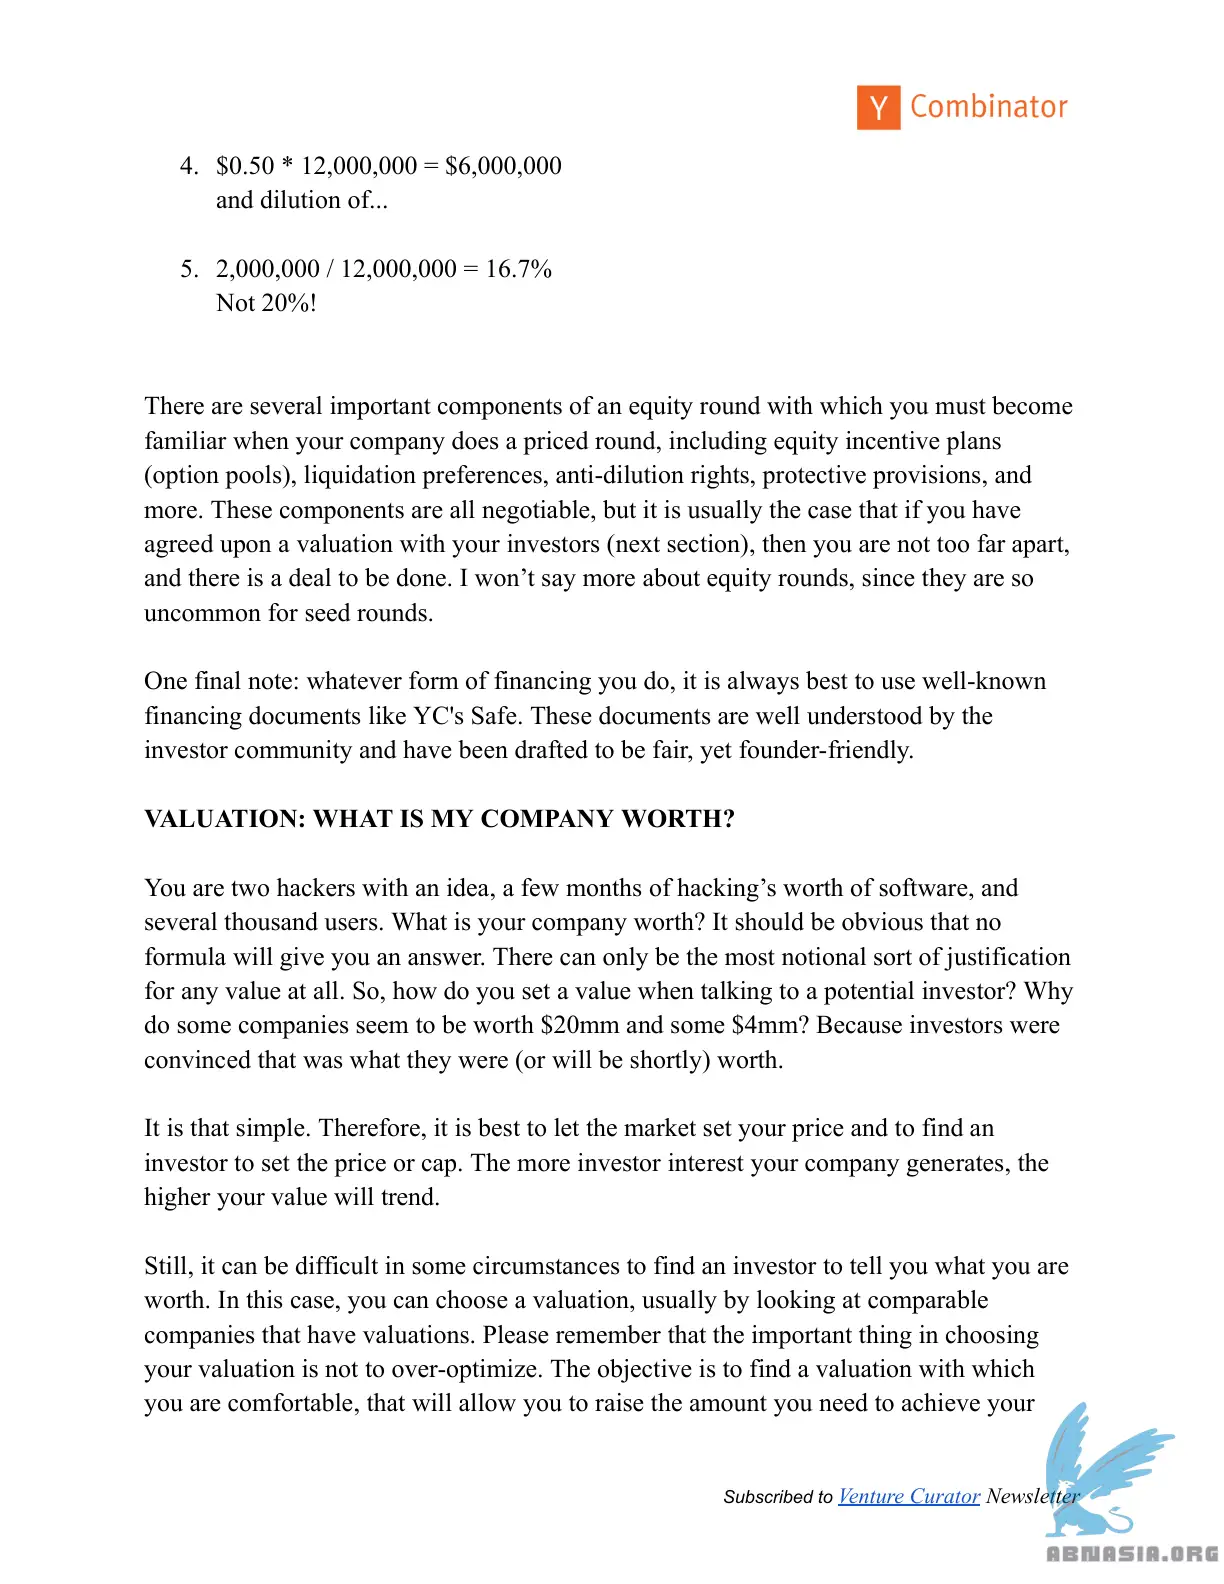 Y Combinator
4. $0.50 * 12,000,000 = $6,000,000
and dilution of...
5. 2,000,000 / 12,000,000 = 16.7%
Not 20%!
There are several important components of an equity round with which you must become
familiar when your company does a priced round, including equity incentive plans
(option pools), liquidation preferences, anti-dilution rights, protective provisions, and
more. These components are all negotiable, but it is usually the case that if you have
agreed upon a valuation with your investors (next section), then you are not too far apart,
and there is a deal to be done. I won’t say more about equity rounds, since they are so
uncommon for seed rounds.
One final note: whatever form of financing you do, it is always best to use well-known
financing documents like YC's Safe. These documents are well understood by the
investor community and have been drafted to be fair, yet founder-friendly.
VALUATION: WHAT IS MY COMPANY WORTH?
You are two hackers with an idea, a few months of hacking’s worth of software, and
several thousand users. What is your company worth? It should be obvious that no
formula will give you an answer. There can only be the most notional sort of justification
for any value at all. So, how do you set a value when talking to a potential investor? Why
do some companies seem to be worth $20mm and some $4mm? Because investors were
convinced that was what they were (or will be shortly) worth.
It is that simple. Therefore, it is best to let the market set your price and to find an
investor to set the price or cap. The more investor interest your company generates, the
higher your value will trend.
Still, it can be difficult in some circumstances to find an investor to tell you what you are
worth. In this case, you can choose a valuation, usually by looking at comparable
companies that have valuations. Please remember that the important thing in choosing
your valuation is not to over-optimize. The objective is to find a valuation with which
you are comfortable, that will allow you to raise the amount you need to achieve your
Subscribed to Venture Curator Newsletter
ABNASIA.ORG